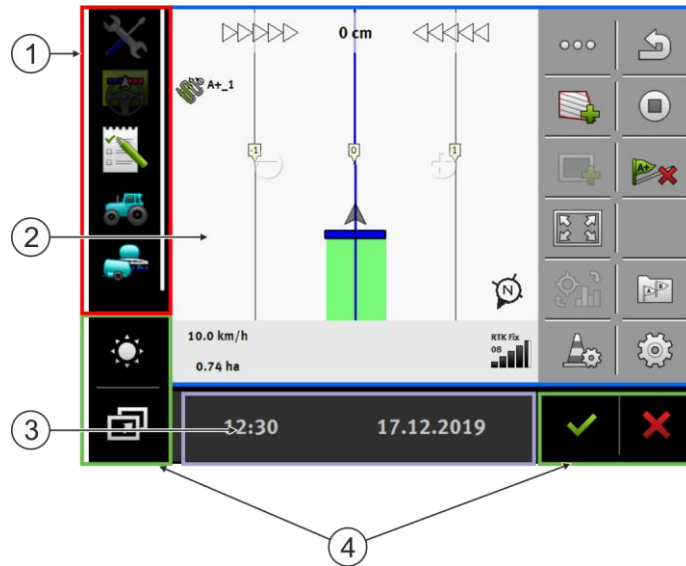 1
0 cm
A+_1
-1
0
1
A+
2
N
A
B
10.0 km/h
RTK Fix
08
0.74 ha
3
12:30
17.12.2019
4